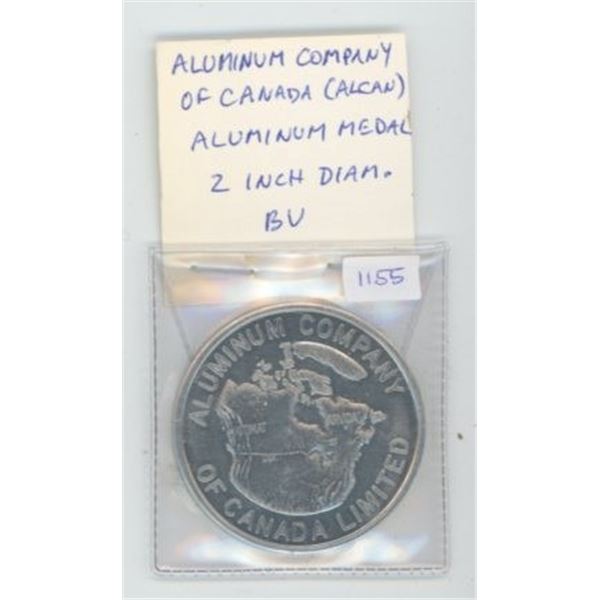 ALUMINUM COMPANY
OF CANADA (ALCAN)
ALUMINUM MEDAL
2 INCH DIAM.
BU
1155
ALUMINUM COMPANY
OF CANADA LIMITED